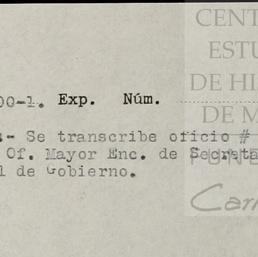 CENT
ESTU
DE HI
DE M
00-1. Exp. Núm.
.- Se transcribe oficio #
Of. Mayor Enc. de Secreta
l de Gobierno.
FUNE
Carr